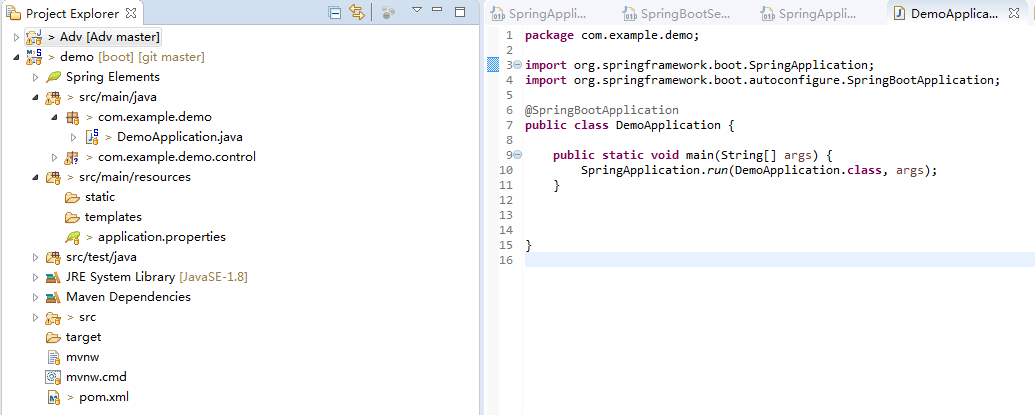 Project Explorer
> Adv [Adv master]
> demo [boot] [git master]
Spring Elements
> src/main/java
> com.example.demo
> DemoApplication.java
> com.example.demo.control
> src/main/resources
static
templates
> application.properties
src/test/java
JRE System Library [JavaSE-1.8]
Maven Dependencies
> src
target
mvnw
mvnw.cmd
> pom.xml
SpringAppli...
SpringBootSe...
SpringAppli...
DemoApplica...
1 package com.example.demo;
2
3 import org.springframework.boot.SpringApplication;
4 import org.springframework.boot.autoconfigure.SpringBootApplication;
5
6 @SpringBootApplication
7 public class DemoApplication {
8
9 public static void main(String[] args) {
10 SpringApplication.run(DemoApplication.class, args);
11 }
12
13
14
15 }
16